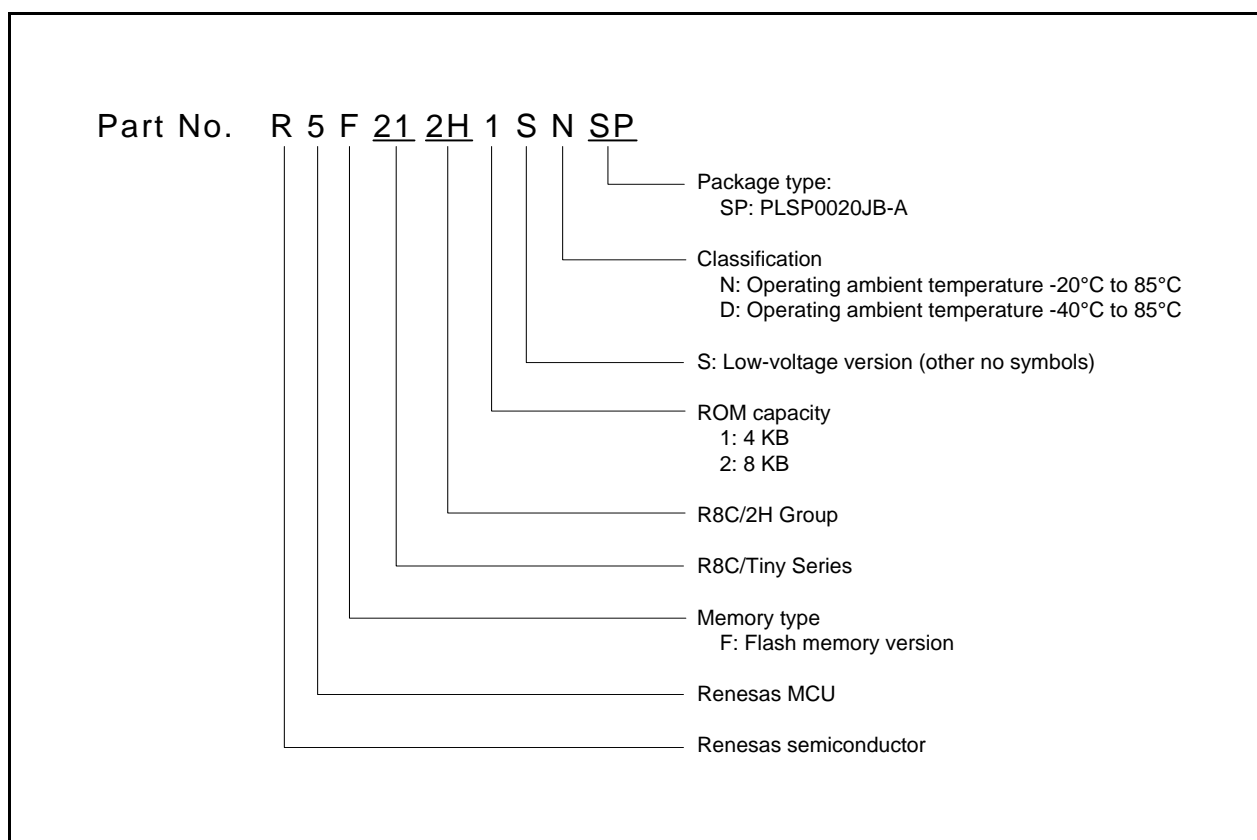 Part No. R 5 F 21 2H 1 S N SP
Package type:
SP: PLSP0020JB-A
Classification
N: Operating ambient temperature -20°C to 85°C
D: Operating ambient temperature -40°C to 85°C
S: Low-voltage version (other no symbols)
ROM capacity
1: 4 KB
2: 8 KB
R8C/2H Group
R8C/Tiny Series
Memory type
F: Flash memory version
Renesas MCU
Renesas semiconductor